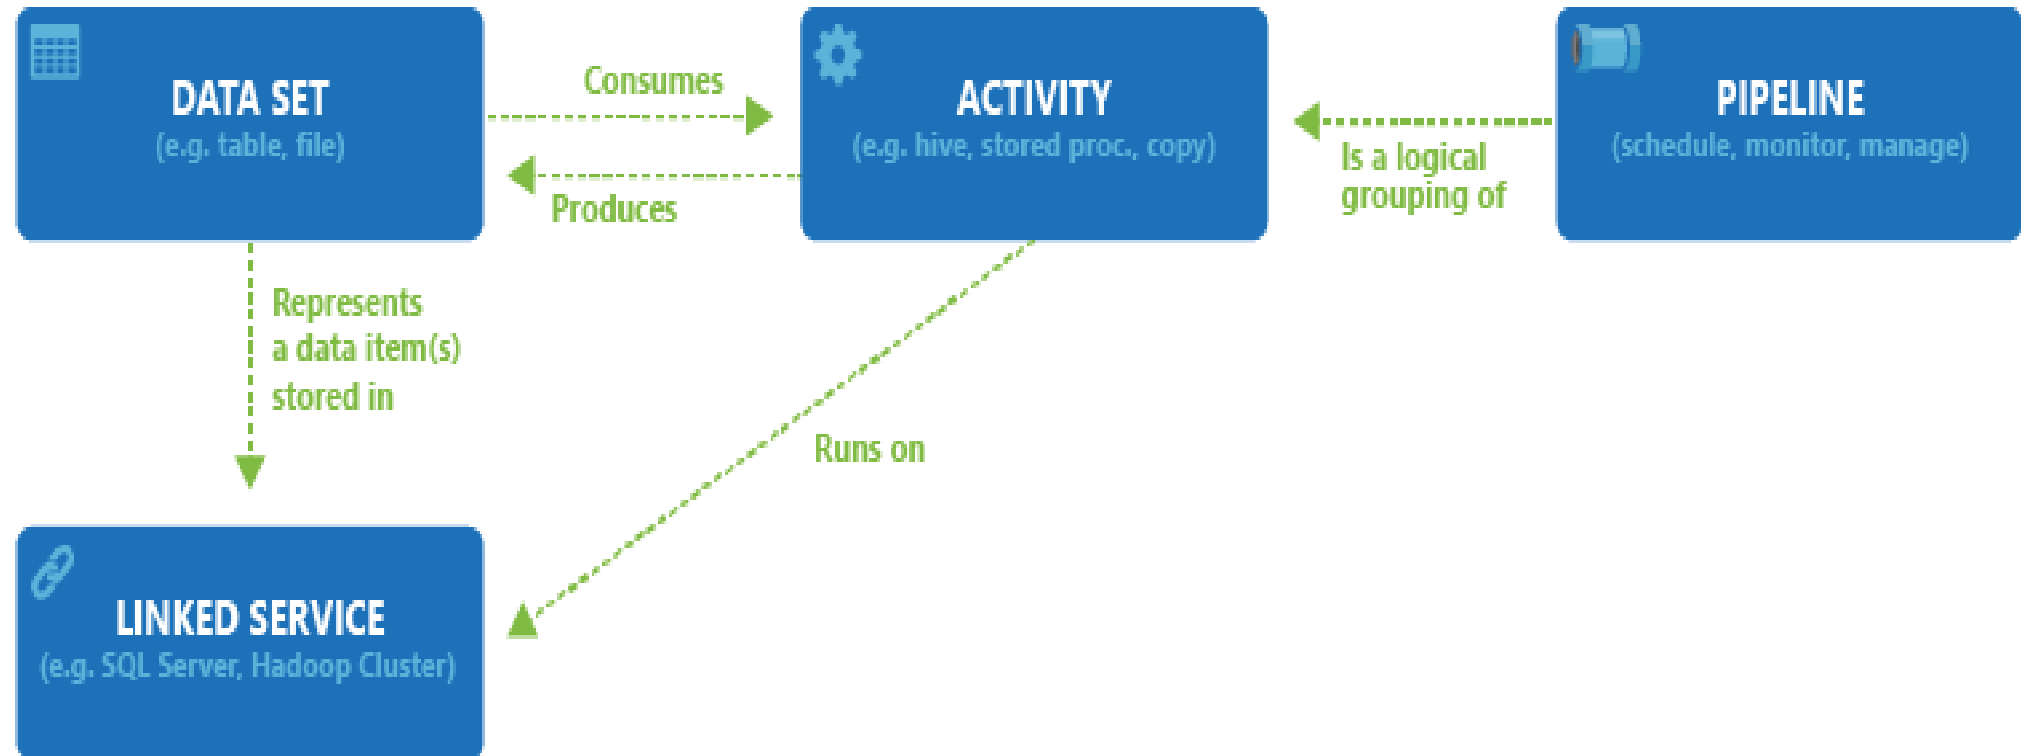 DATA SET
(e.g. table, file)
Consumes
Produces
ACTIVITY
(e.g. hive, stored proc., copy)
Is a logical
grouping of
PIPELINE
(schedule, monitor, manage)
Represents
a data item(s)
stored in
Runs on
LINKED SERVICE
(e.g. SQL Server, Hadoop Cluster)